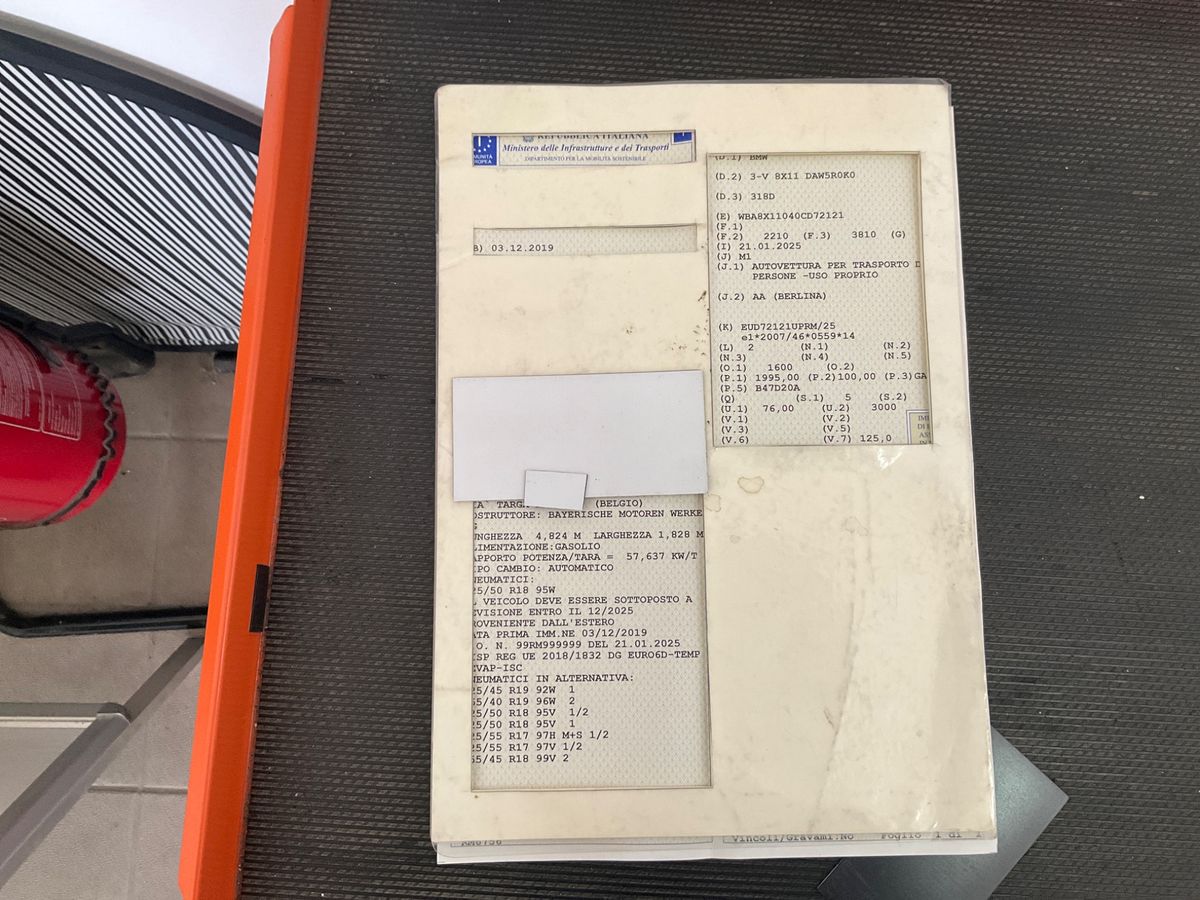 REPUBBLICA ITALIANA
MUNITA
ROPEA
Ministero delle Infrastrutture e dei Trasporti
DIPARTIMENTO PER LA MOBILITÀ SOSTENIBILE
B) 03.12.2019
(D.1) BMW
(D.2) 3-V 8X11 DAW5R0K0
(D.3) 318D
(E) WBA8X11040CD72121
(F.1)
(F.2) 2210 (F.3) 3810 (G)
(I) 21.01.2025
(J) M1
(J.1) AUTOVETTURA PER TRASPORTO D
PERSONE -USO PROPRIO
(J.2) AA (BERLINA)
(K) EUD72121UPRM/25
e1*2007/46*0559*14
(L) 2 (N.1) (N.2)
(N.3) (N.4) (N.5)
(O.1) 1600 (O.2)
(P.1) 1995,00 (P.2)100,00 (P.3)GA
(P.5) B47D20A
(Q) (S.1) 5 (S.2)
(U.1) 76,00 (U.2) 3000
(V.1) (V.2)
(V.3) (V.5)
(V.6) (V.7) 125,0
(BELGIO)
OSTRUTTORE: BAYERISCHE MOTOREN WERKE
NGHEZZA 4,824 M LARGHEZZA 1,828 M
LIMENTAZIONE:GASOLIO
APPORTO POTENZA/TARA = 57,637 KW/T
IPO CAMBIO: AUTOMATICO
NEUMATICI:
25/50 R18 95W
VEICOLO DEVE ESSERE SOTTOPOSTO A
EVISIONE ENTRO IL 12/2025
ROVENIENTE DALL'ESTERO
ATA PRIMA IMM.NE 03/12/2019
O. N. 99RM999999 DEL 21.01.2025
ISP REG UE 2018/1832 DG EURO6D-TEMP
EVAP-ISC
NEUMATICI IN ALTERNATIVA:
25/45 R19 92W 1
55/40 R19 96W 2
25/50 R18 95V 1/2
25/50 R18 95V 1
25/55 R17 97H M+S 1/2
25/55 R17 97V 1/2
55/45 R18 99V 2
Vincoli/Gravami:NO Foglio 1 di 1